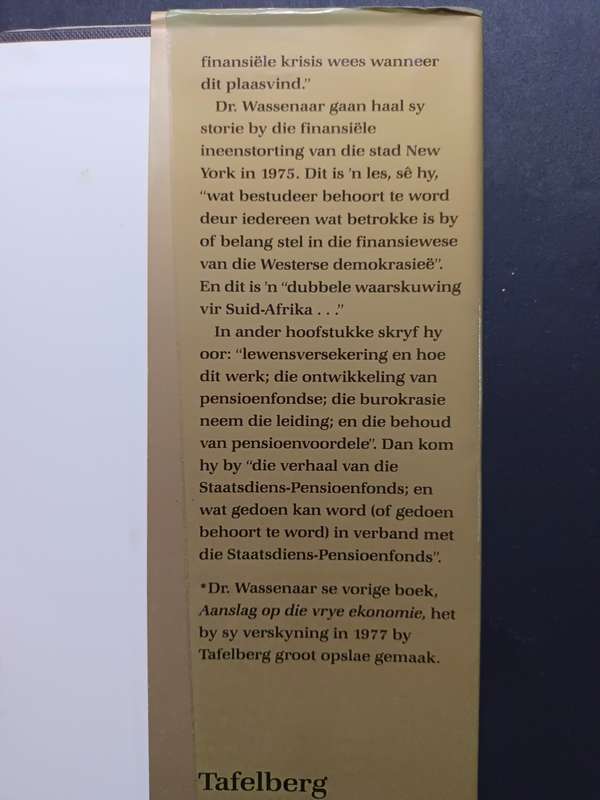 finansiële krisis wees wanneer
dit plaasvind.”
Dr. Wassenaar gaan haal sy
storie by die finansiële
ineenstorting van die stad New
York in 1975. Dit is 'n les, sê hy,
“wat bestudeer behoort te word
deur iedereen wat betrokke is by
of belang stel in die finansiewese
van die Westerse demokrasieë”.
En dit is 'n “dubbele waarskuwing
vir Suid-Afrika . . .”
In ander hoofstukke skryf hy
oor: “lewensversekering en hoe
dit werk; die ontwikkeling van
pensioenfondse; die burokrasie
neem die leiding; en die behoud
van pensioenvoordele”. Dan kom
hy by “die verhaal van die
Staatsdiens-Pensioenfonds; en
wat gedoen kan word (of gedoen
behoort te word) in verband met
die Staatsdiens-Pensioenfonds”.
*Dr. Wassenaar se vorige boek,
Aanslag op die vrye ekonomie, het
by sy verskyning in 1977 by
Tafelberg groot opslae gemaak.
Tafelberg